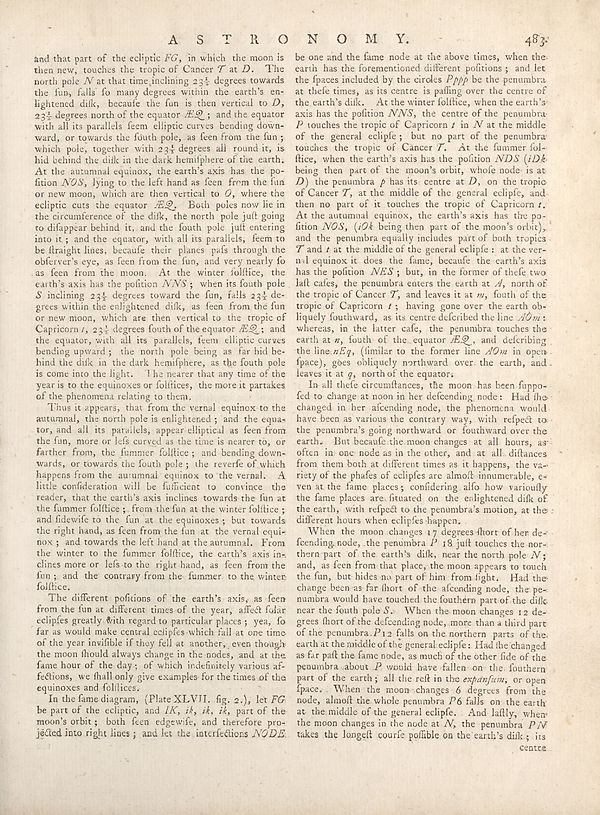 A S T R O N O M Y. 483
and that part of the ecliptic FG, in which the moon is
then new, touches the tropic of Cancer T at D. The
north pole N at that time, inclining 23½ degrees towards
the ſun, falls ſo many degrees within the earth's en-
lightened diſk, becauſe the ſun is then vertical to D,
23½ degrees north of the equator ÆQ; and the equator
with all its parallels ſeem elliptic curves bending down-
ward, or towards the ſouth pole, as ſeen from the ſun;
which pole, together with 23½ degrees all round it, is
hid behind the diſk in the dark hemiſphere of the earth.
At the autumnal equinox, the earth's axis has the po-
ſition NOS, lying to the left hand as ſeen from the ſun
or new moon, which are then vertical to O, where the
ecliptic cuts the equator ÆQ. Both poles now lie in
the circumference of the diſk, the north pole juſt going
to diſappear behind it, and the ſouth pole juſt entering
into it; and the equator, with all its parallels, ſeem to
be ſtraight lines, becauſe their planes paſs through the
obſerver's eye, as ſeen from the ſun, and very nearly ſo
as ſeen from the moon. At the winter ſolſtice, the
earth's axis has the poſition NNS; when its ſouth pole
S inclining 23½ degrees toward the ſun, falls 23½ de-
grees within the enlightened diſk, as ſeen from the ſun
or new moon, which are then vertical to the tropic of
Capricorn t, 23½ degrees ſouth of the equator ÆQ; and
the equator, with all its parallels, ſeem elliptic curves
bending upward; the north pole being as far hid be-
hind the diſk in the dark hemiſphere, as the ſouth pole
is come into the light. The nearer that any time of the
year is to the equinoxes or ſolſtices, the more it partakes
of the phenomena relating to them.
Thus it appears, that from the vernal equinox to the
autumnal, the north pole is enlightened; and the equa-
tor, and all its parallels, appear elliptical as ſeen from
the ſun, more or leſs curved as the time is nearer to, or
farther from, the ſummer ſolſtice; and bending down-
wards, or towards the ſouth pole; the reverſe of which
happens from the autumnal equinox to the vernal. A
little conſideration will be ſufficient to convince the
reader, that the earth's axis inclines towards the ſun at
the ſummer ſolſtice; from the ſun at the winter ſolſtice;
and ſidewiſe to the ſun at the equinoxes; but towards
the right hand, as ſeen from the ſun at the vernal equi-
nox; and towards the left hand at the autumnal. From
the winter to the ſummer ſolſtice, the earth's axis in-
clines more or leſs to the right hand, as ſeen from the
ſun; and the contrary from the ſummer to the winter
ſolſtice.
The different poſitions of the earth's axis, as ſeen
from the ſun at different times of the year, affect ſolar
eclipſes greatly with regard to particular places; yea, ſo
far as would make central eclipſes which fall at one time
of the year inviſible if they fell at another, even though
the moon ſhould always change in the nodes, and at the
ſame hour of the day; of which indefinitely various af-
fections, we ſhall only give examples for the times of the
equinoxes and ſolſtices.
In the ſame diagram, (Plate XLVII. fig. 2.), let FG
be part of the ecliptic, and IK, ik, ik, ik, part of the
moon's orbit; both ſeen edgewiſe, and therefore pro-
jected into right lines; and let the interſections NODE
be one and the ſame node at the above times, when the
earth has the forementioned different poſitions; and let
the ſpaces included by the circles Pppp be the penumbra
at theſe times, as its centre is paſſing over the centre of
the earth's diſk. At the winter ſolſtice, when the earth's
axis has the poſition NNS, the centre of the penumbra
P touches the tropic of Capricorn t in N at the middle
of the general eclipſe; but no part of the penumbra
touches the tropic of Cancer T. At the ſummer ſol-
ſtice, when the earth's axis has the poſition NDS (iDk
being then part of the moon's orbit, whoſe node is at
D) the penumbra p has its centre at D, on the tropic
of Cancer T, at the middle of the general eclipſe, and
then no part of it touches the tropic of Capricorn t.
At the autumnal equinox, the earth's axis has the po-
ſition NOS, (iOk being then part of the moon's orbit),
and the penumbra equally includes part of both tropics
T and t at the middle of the general eclipſe: at the ver-
nal equinox it does the ſame, becauſe the earth's axis
has the poſition NES; but, in the former of theſe two
laſt caſes, the penumbra enters the earth at A, north of
the tropic of Cancer T, and leaves it at m, ſouth of the
tropic of Capricorn t; having gone over the earth ob-
liquely ſouthward, as its centre deſcribed the line AOm:
whereas, in the latter caſe, the penumbra touches the
earth at n, ſouth of the equator ÆQ, and deſcribing
the line nEq, (ſimilar to the former line AOm in open
ſpace), goes obliquely northward over the earth, and
leaves it at q, north of the equator.
In all theſe circumſtances, the moon has been ſuppo-
ſed to change at noon in her deſcending node: Had ſhe
changed in her aſcending node, the phenomena would
have been as various the contrary way, with reſpect to
the penumbra's going northward or ſouthward over the
earth. But becauſe the moon changes at all hours, as
often in one node as in the other, and at all diſtances
from them both at different times as it happens, the va-
riety of the phaſes of eclipſes are almoſt innumerable, e-
ven at the ſame places; conſidering alſo how variouſly
the ſame places are ſituated on the enlightened diſk of
the earth, with reſpect to the penumbra's motion, at the
different hours when eclipſes happen.
When the moon changes 17 degrees ſhort of her de-
ſcending node, the penumbra P 18 juſt touches the nor-
thern part of the earth's diſk, near the north pole N;
and, as ſeen from that place, the moon appears to touch
the ſun, but hides no part of him from ſight. Had the
change been as far ſhort of the aſcending node, the pe-
numbra would have touched the ſouthern part of the diſk
near the ſouth pole S. When the moon changes 12 de-
grees ſhort of the deſcending node, more than a third part
of the penumbra P12 falls on the northern parts of the
earth at the middle of the general eclipſe: Had ſhe changed
as far paſt the ſame node, as much of the other ſide of the
penumbra about P would have fallen on the ſouthern
part of the earth; all the reſt in the expanſum, or open
ſpace. When the moon changes 6 degrees from the
node, almoſt the whole penumbra P6 falls on the earth
at the middle of the general eclipſe. And laſtly, when
the moon changes in the node at N, the penumbra PN
takes the longeſt courſe poſſible on the earth's diſk; its
centre